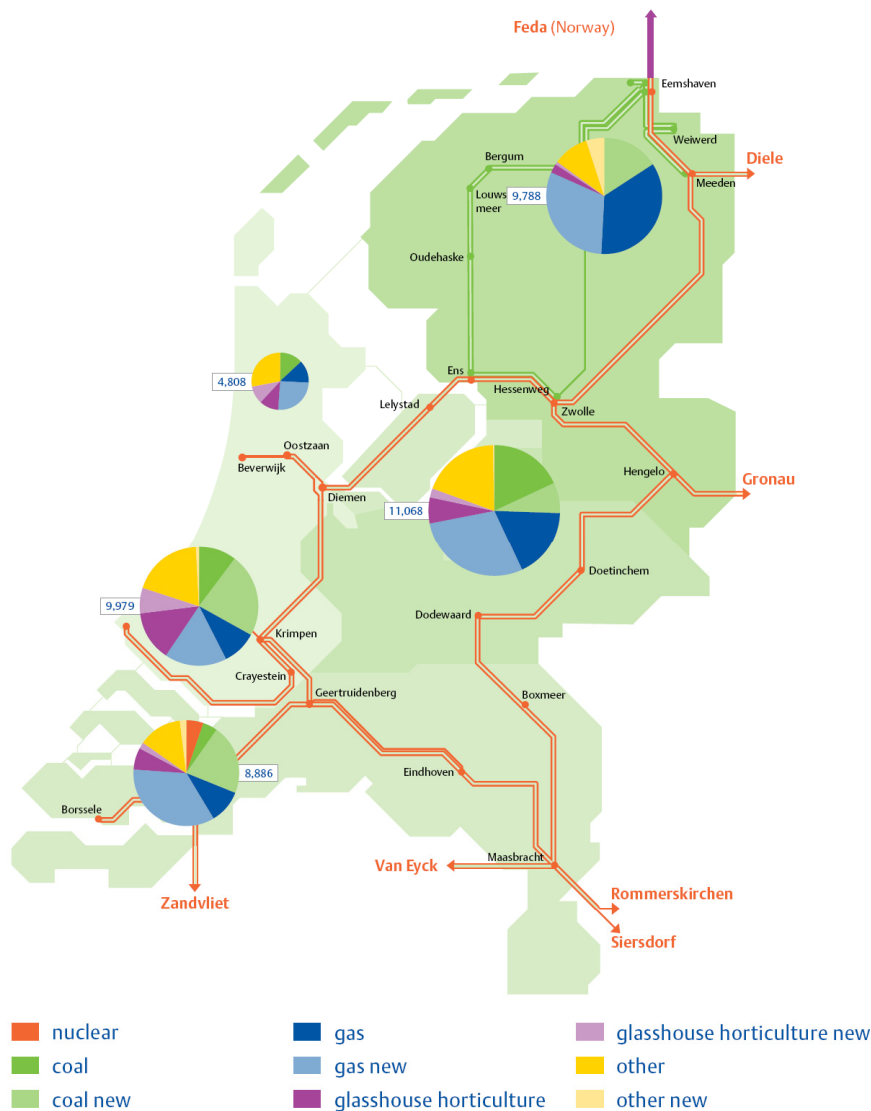 Feda (Norway)
Eemshaven
Weiwerd
Diele
Bergum
Meeden
Louws
meer
9,788
Oudehaske
Ens
4,808
Hessenweg
Lelystad
Zwolle
Oostzaan
Beverwijk
Hengelo
Gronau
Diemen
11,068
Doetinchem
9,979
Dodewaard
Krimpen
Crayestein
Geertruidenberg
Boxmeer
8,886
Eindhoven
Borssele
Maasbracht
Van Eyck
Zandvliet
Rommerskirchen
Siersdorf
nuclear
gas
glasshouse horticulture new
coal
gas new
other
coal new
glasshouse horticulture
other new